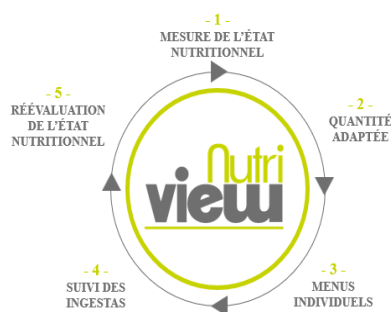 - 1 -
MESURE DE L'ÉTAT
NUTRITIONNEL
- 2 -
QUANTITÉ
ADAPTÉE
- 3 -
MENUS
INDIVIDUELS
- 4 -
SUIVI DES
INGESTAS
- 5 -
RÉÉVALUATION
DE L'ÉTAT
NUTRITIONNEL
Nutri
view